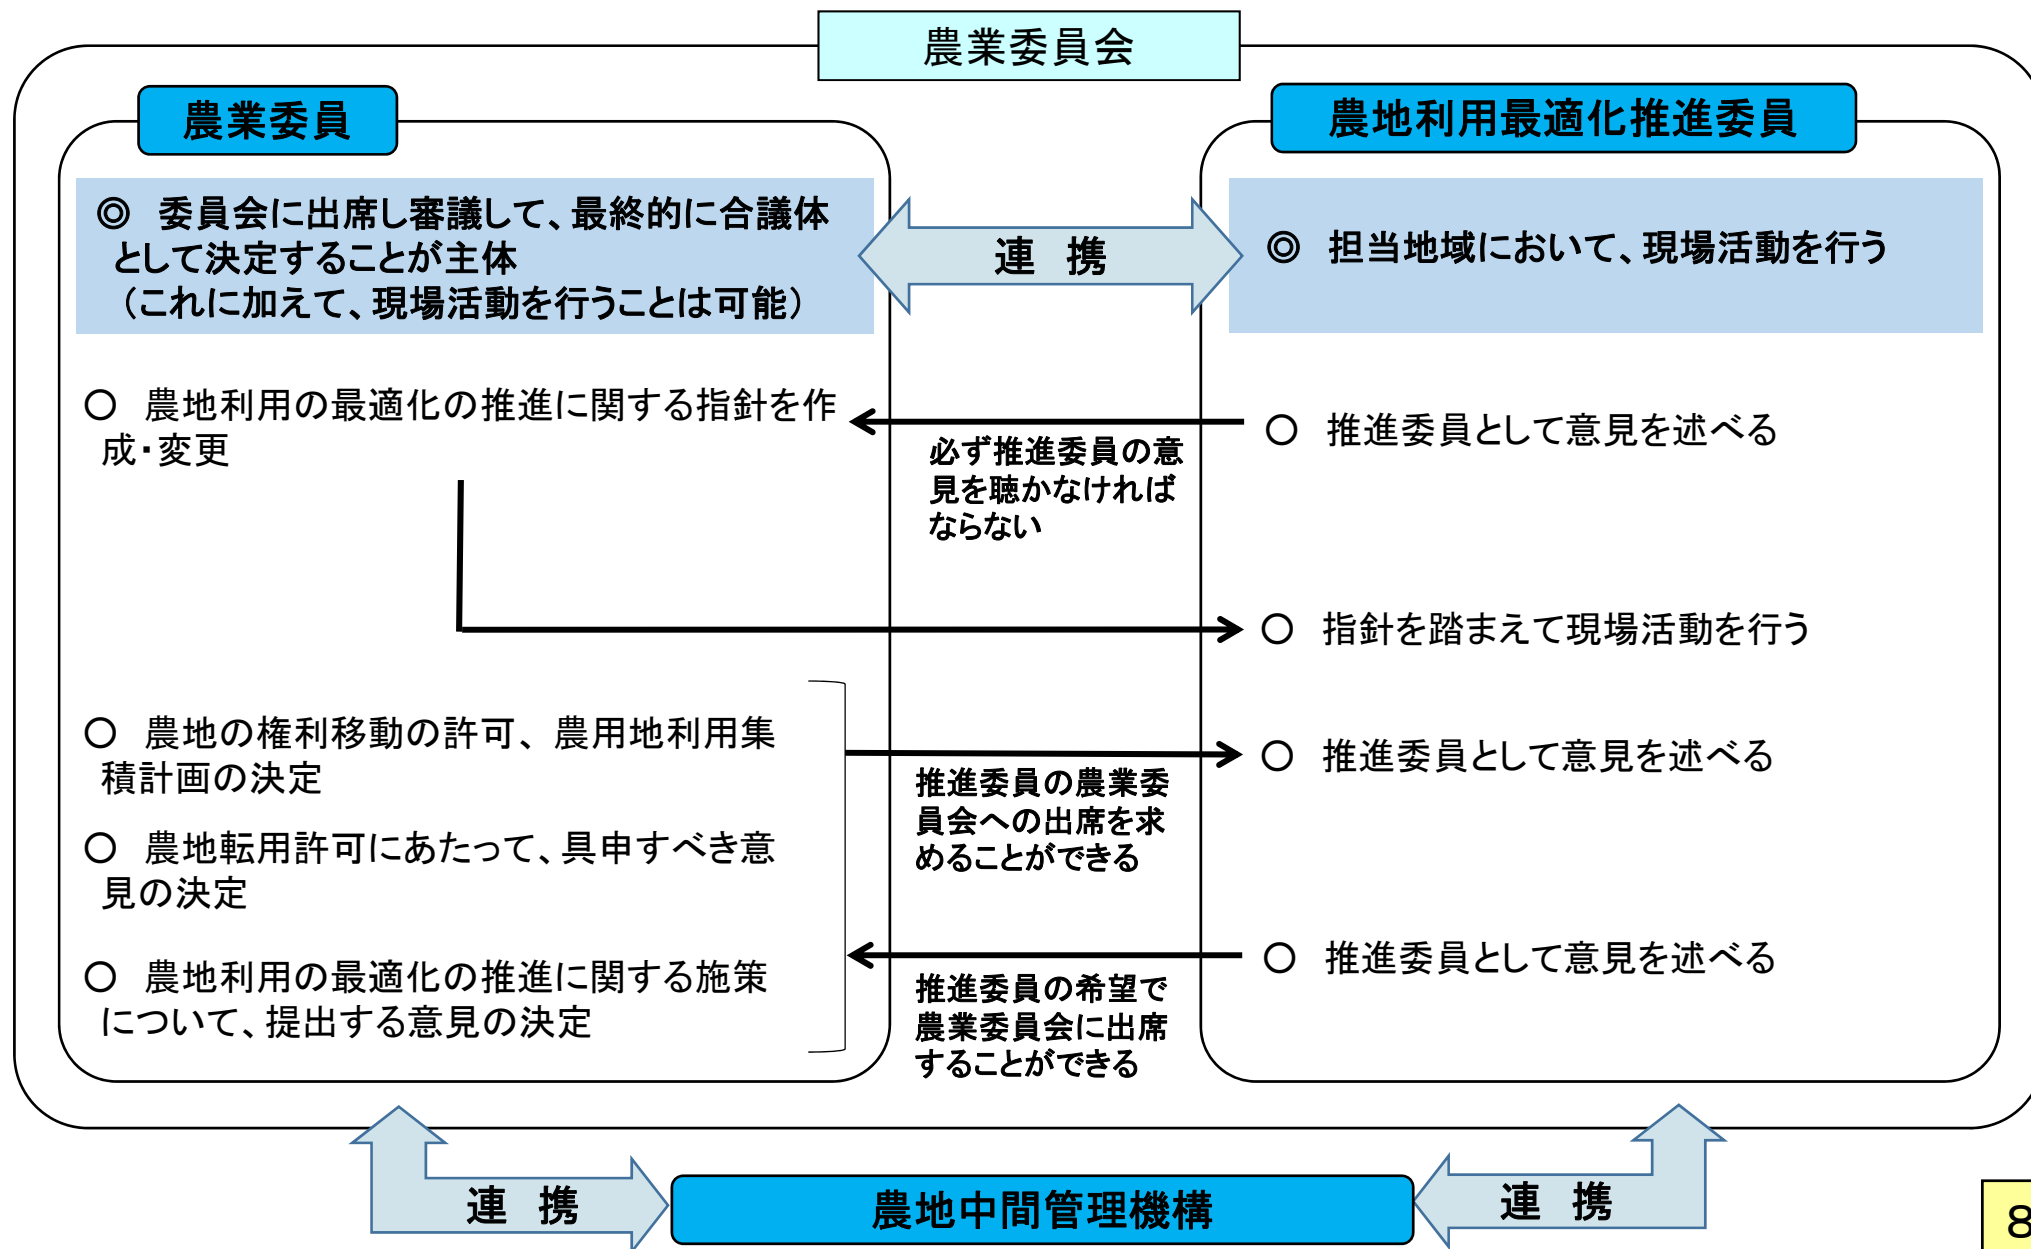 農業委員会
農業委員
◎　委員会に出席し審議して、最終的に合議体
として決定することが主体
（これに加えて、現場活動を行うことは可能）
○　農地利用の最適化の推進に関する指針を作
成・変更
○　農地の権利移動の許可、農用地利用集
積計画の決定
○　農地転用許可にあたって、具申すべき意
見の決定
○　農地利用の最適化の推進に関する施策
について、提出する意見の決定
連　携
必ず推進委員の意
見を聴かなければ
ならない
推進委員の農業委
員会への出席を求
めることができる
推進委員の希望で
農業委員会に出席
することができる
農地利用最適化推進委員
◎　担当地域において、現場活動を行う
○　推進委員として意見を述べる
○　指針を踏まえて現場活動を行う
○　推進委員として意見を述べる
○　推進委員として意見を述べる
連　携
農地中間管理機構
連　携
8